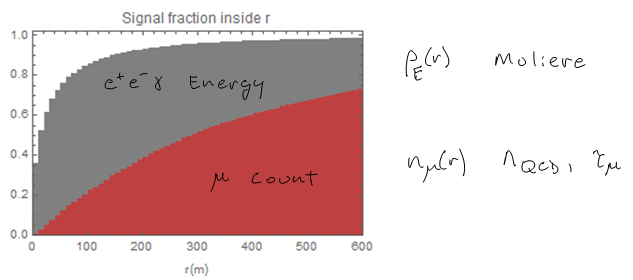 Signal fraction inside r
1.0
0.8
0.6
0.4
0.2
0.0
e⁺e⁻γ Energy
μ count
0 100 200 300 400 500 600
r(m)
ρ_E(r) Moliere
n_μ(r) Λ_QCD, τ_μ